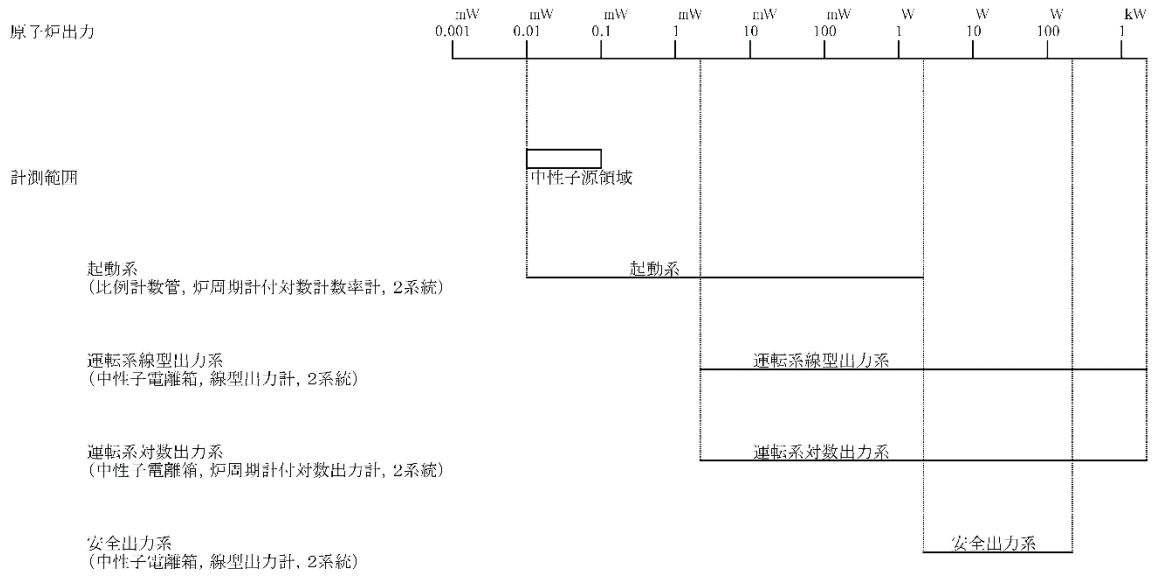 mW mW mW mW mW mW W W W kW
原子炉出力 0.001 0.01 0.1 1 10 100 1 10 100 1
計測範囲 中性子源領域
起動系 起動系
(比例計数管, 炉周期計付対数計数率計, 2系統)
運転系線型出力系 運転系線型出力系
(中性子電離箱, 線型出力計, 2系統)
運転系対数出力系 運転系対数出力系
(中性子電離箱, 炉周期計付対数出力計, 2系統)
安全出力系 安全出力系
(中性子電離箱, 線型出力計, 2系統)